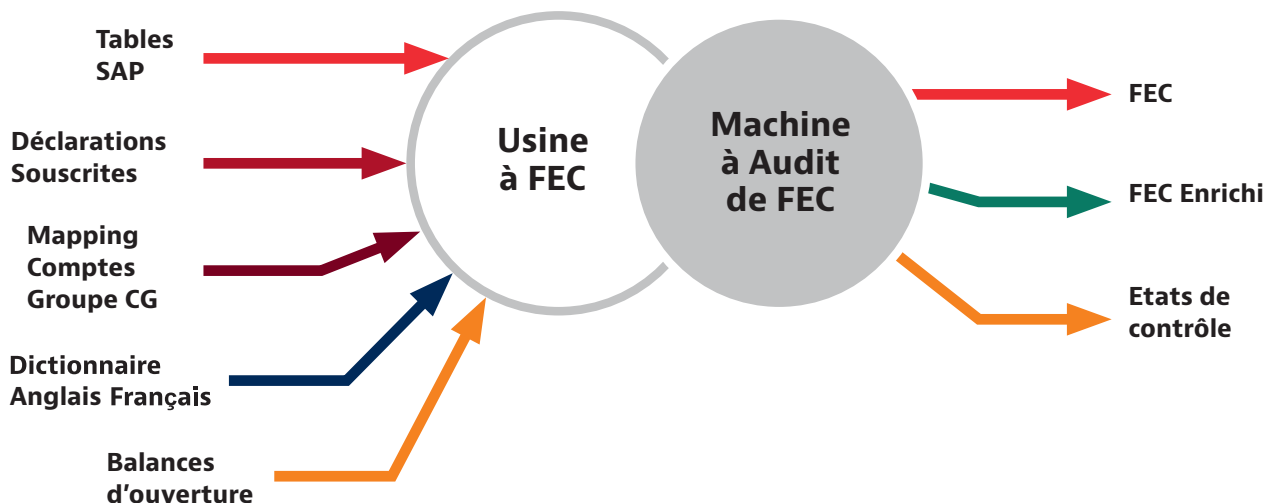 Tables
SAP
Déclarations
Souscrites
Mapping
Comptes
Groupe CG
Dictionnaire
Anglais Français
Balances
d’ouverture
Usine
à FEC
Machine
à Audit
de FEC
FEC
FEC Enrichi
Etats de
contrôle